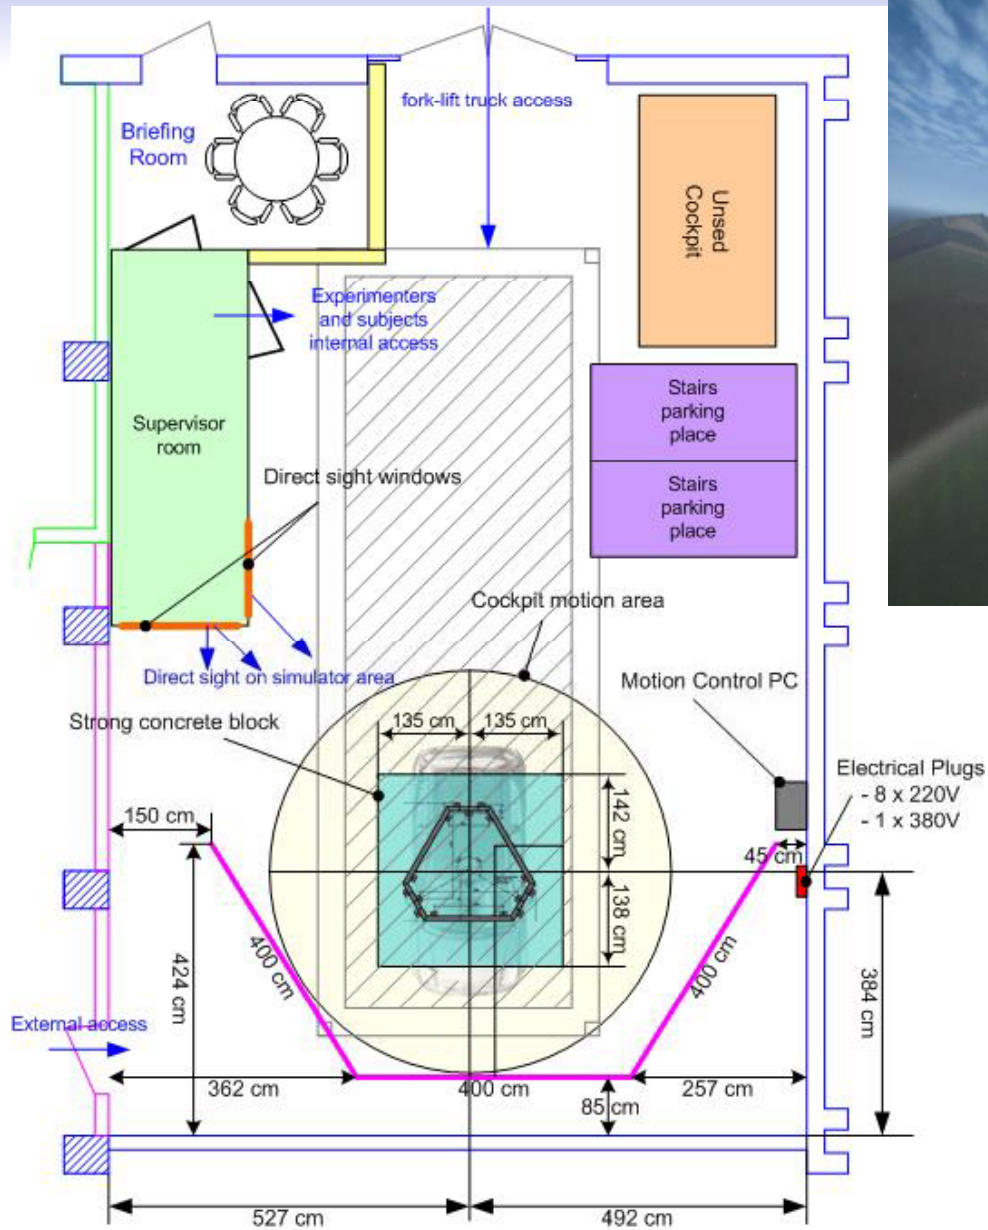 fork-lift truck access
Briefing
Room
Unsed
Cockpit
Experimenters
and subjects
internal access
Supervisor
room
Stairs
parking
place
Direct sight windows
Stairs
parking
place
Cockpit motion area
Direct sight on simulator area
Motion Control PC
Strong concrete block
135 cm
135 cm
Electrical Plugs
- 8 x 220V
- 1 x 380V
142 cm
150 cm
45 cm
138 cm
400 cm
400 cm
424 cm
384 cm
External access
362 cm
400 cm
257 cm
85 cm
527 cm
492 cm